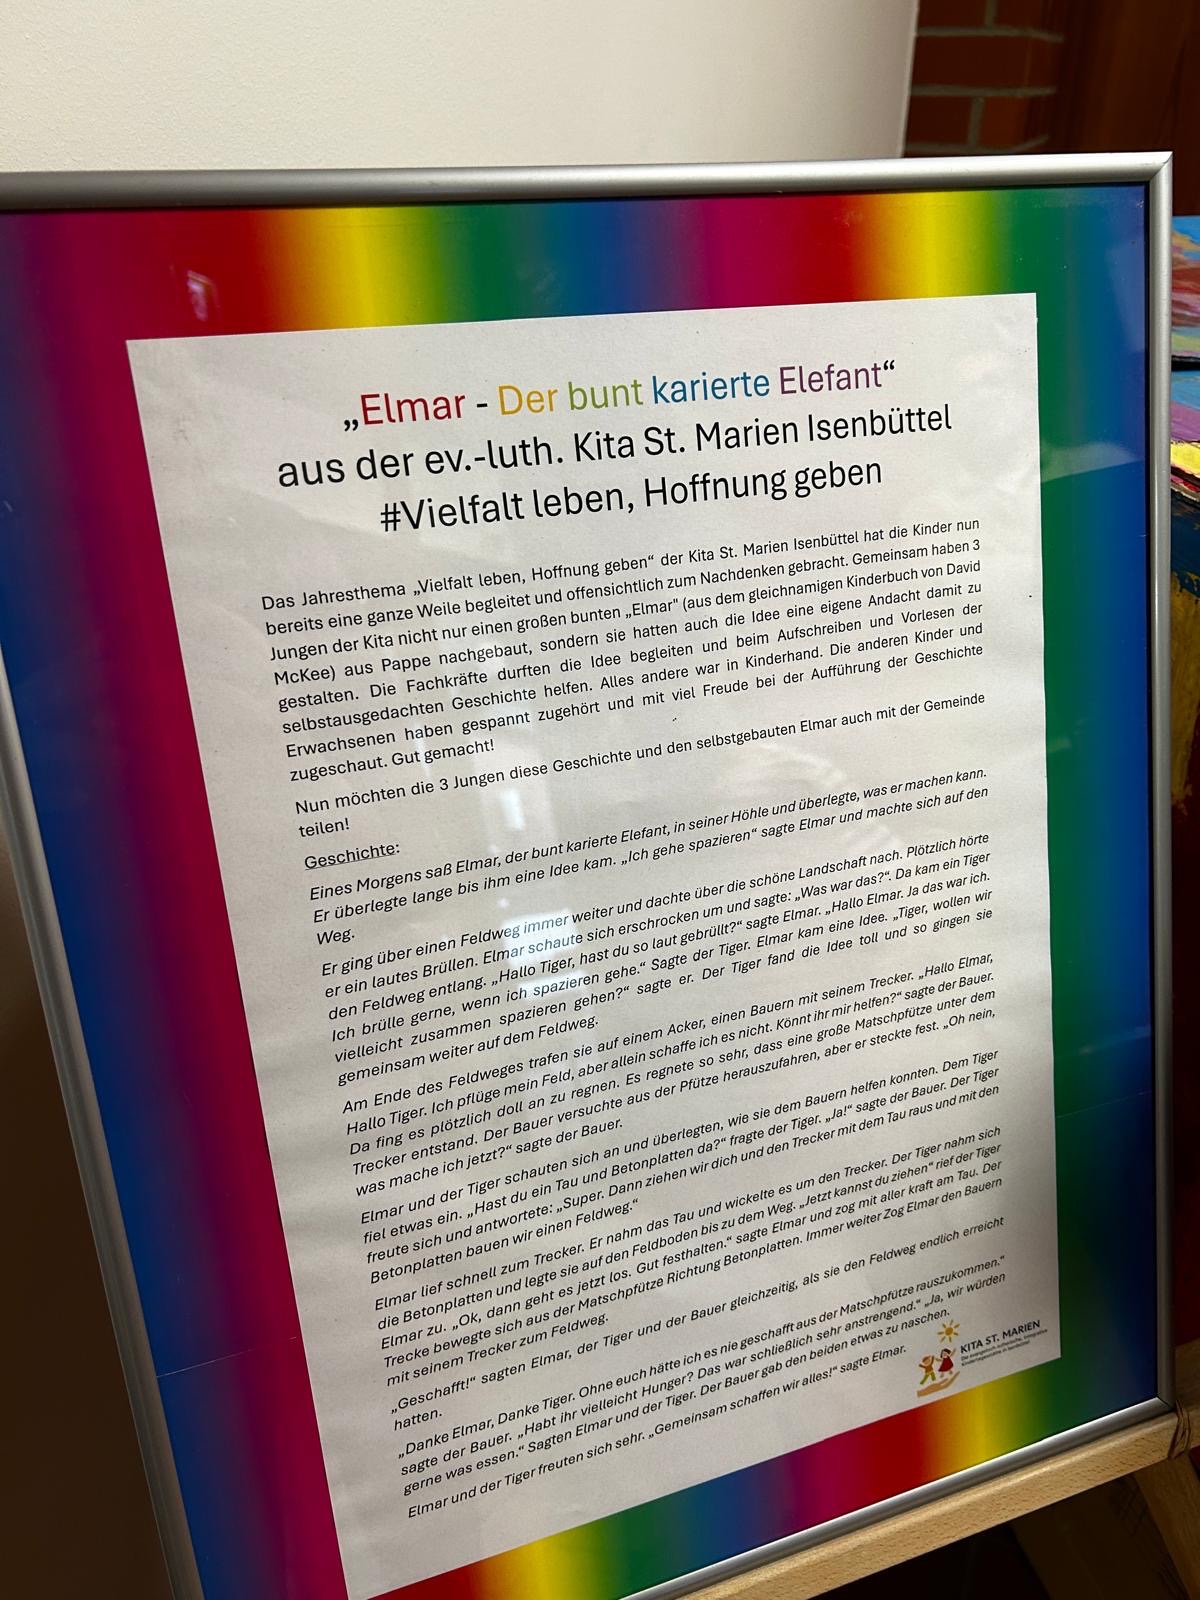 „Elmar - Der bunt karierte Elefant“
aus der ev.-luth. Kita St. Marien Isenbüttel
#Vielfalt leben, Hoffnung geben
Das Jahresthema „Vielfalt leben, Hoffnung geben“ der Kita St. Marien Isenbüttel hat die Kinder nun
bereits eine ganze Weile begleitet und offensichtlich zum Nachdenken gebracht. Gemeinsam haben 3
Jungen der Kita nicht nur einen großen bunten „Elmar" (aus dem gleichnamigen Kinderbuch von David
McKee) aus Pappe nachgebaut, sondern sie hatten auch die Idee eine eigene Andacht damit zu
gestalten. Die Fachkräfte durften die Idee begleiten und beim Aufschreiben und Vorlesen der
selbstausgedachten Geschichte helfen. Alles andere war in Kinderhand. Die anderen Kinder und
Erwachsenen haben gespannt zugehört und mit viel Freude bei der Aufführung der Geschichte
zugeschaut. Gut gemacht!
Nun möchten die 3 Jungen diese Geschichte und den selbstgebauten Elmar auch mit der Gemeinde
teilen!
Geschichte:
Eines Morgens saß Elmar, der bunt karierte Elefant, in seiner Höhle und überlegte, was er machen kann.
Er überlegte lange bis ihm eine Idee kam. „Ich gehe spazieren“ sagte Elmar und machte sich auf den
Weg.
Er ging über einen Feldweg immer weiter und dachte über die schöne Landschaft nach. Plötzlich hörte
er ein lautes Brüllen. Elmar schaute sich erschrocken um und sagte: „Was war das?“. Da kam ein Tiger
den Feldweg entlang. „Hallo Tiger, hast du so laut gebrüllt?“ sagte Elmar. „Hallo Elmar. Ja das war ich.
Ich brülle gerne, wenn ich spazieren gehe.“ Sagte der Tiger. Elmar kam eine Idee. „Tiger, wollen wir
vielleicht zusammen spazieren gehen?“ sagte er. Der Tiger fand die Idee toll und so gingen sie
gemeinsam weiter auf dem Feldweg.
Am Ende des Feldweges trafen sie auf einem Acker, einen Bauern mit seinem Trecker. „Hallo Elmar,
Hallo Tiger. Ich pflüge mein Feld, aber allein schaffe ich es nicht. Könnt ihr mir helfen?“ sagte der Bauer.
Da fing es plötzlich doll an zu regnen. Es regnete so sehr, dass eine große Matschpfütze unter dem
Trecker entstand. Der Bauer versuchte aus der Pfütze herauszufahren, aber er steckte fest. „Oh nein,
was mache ich jetzt?“ sagte der Bauer.
Elmar und der Tiger schauten sich an und überlegten, wie sie dem Bauern helfen konnten. Dem Tiger
fiel etwas ein. „Hast du ein Tau und Betonplatten da?“ fragte der Tiger. „Ja!“ sagte der Bauer. Der Tiger
freute sich und antwortete: „Super. Dann ziehen wir dich und den Trecker mit dem Tau raus und mit den
Betonplatten bauen wir einen Feldweg.“
Elmar lief schnell zum Trecker. Er nahm das Tau und wickelte es um den Trecker. Der Tiger nahm sich
die Betonplatten und legte sie auf den Feldboden bis zu dem Weg. „Jetzt kannst du ziehen“ rief der Tiger
Elmar zu. „Ok, dann geht es jetzt los. Gut festhalten.“ sagte Elmar und zog mit aller kraft am Tau. Der
Trecke bewegte sich aus der Matschpfütze Richtung Betonplatten. Immer weiter Zog Elmar den Bauern
mit seinem Trecker zum Feldweg.
„Geschafft!“ sagten Elmar, der Tiger und der Bauer gleichzeitig, als sie den Feldweg endlich erreicht
hatten.
„Danke Elmar, Danke Tiger. Ohne euch hätte ich es nie geschafft aus der Matschpfütze rauszukommen.“
sagte der Bauer. „Habt ihr vielleicht Hunger? Das war schließlich sehr anstrengend.“ „Ja, wir würden
gerne was essen.“ Sagten Elmar und der Tiger. Der Bauer gab den beiden etwas zu naschen.
Elmar und der Tiger freuten sich sehr. „Gemeinsam schaffen wir alles!“ sagte Elmar.
KITA ST. MARIEN